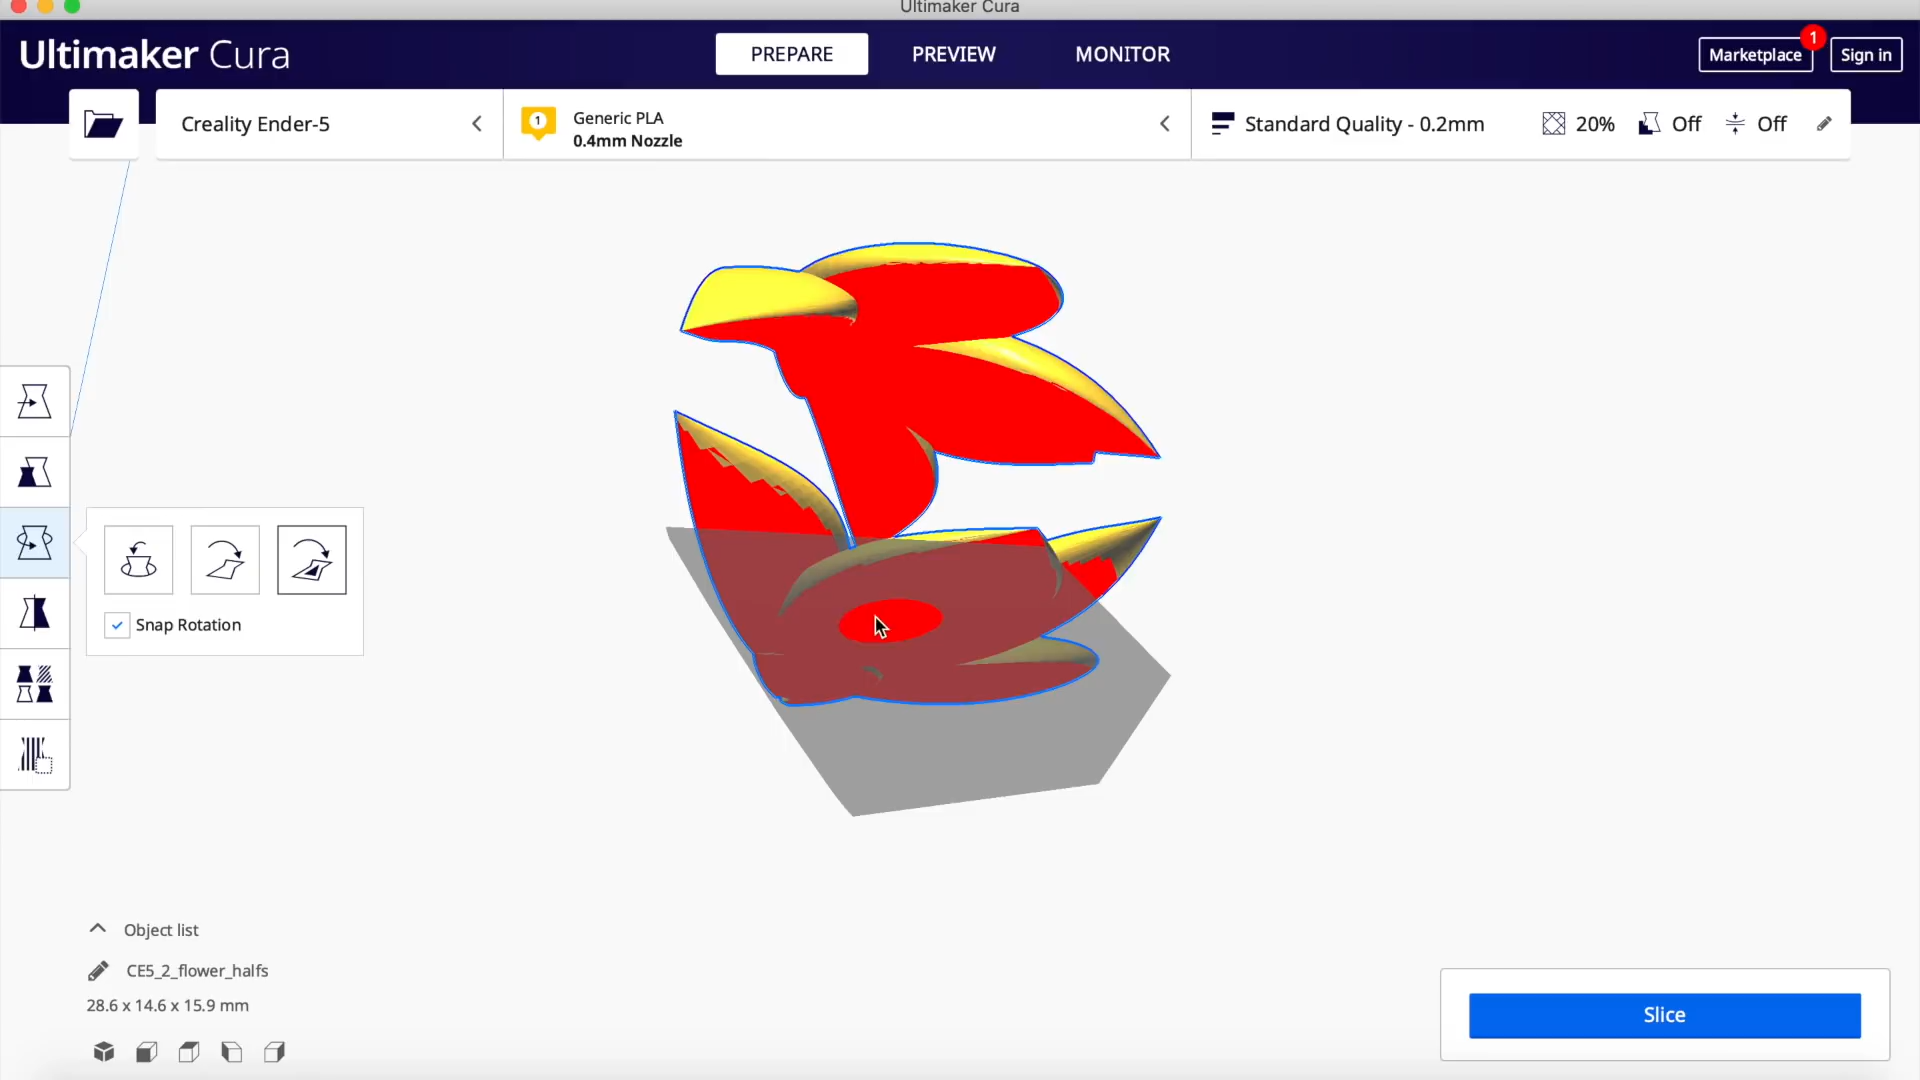 Ultimaker Cura
Ultimaker Cura
PREPARE
PREVIEW
MONITOR
Marketplace
1
Sign in
Creality Ender-5
1
Generic PLA
0.4mm Nozzle
Standard Quality - 0.2mm
20%
Off
Off
Snap Rotation
Object list
CE5_2_flower_halfs
28.6 x 14.6 x 15.9 mm
Slice